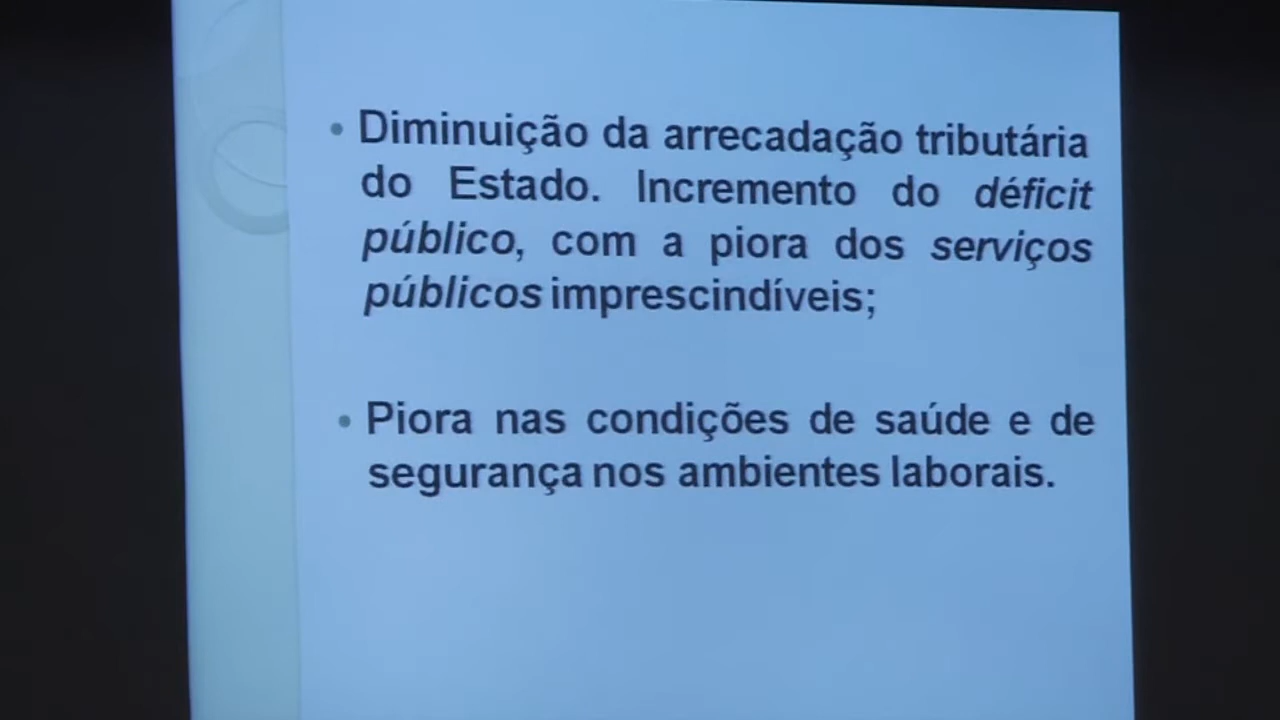 • Diminuição da arrecadação tributária
do Estado. Incremento do déficit
público, com a piora dos serviços
públicos imprescindíveis;
• Piora nas condições de saúde e de
segurança nos ambientes laborais.